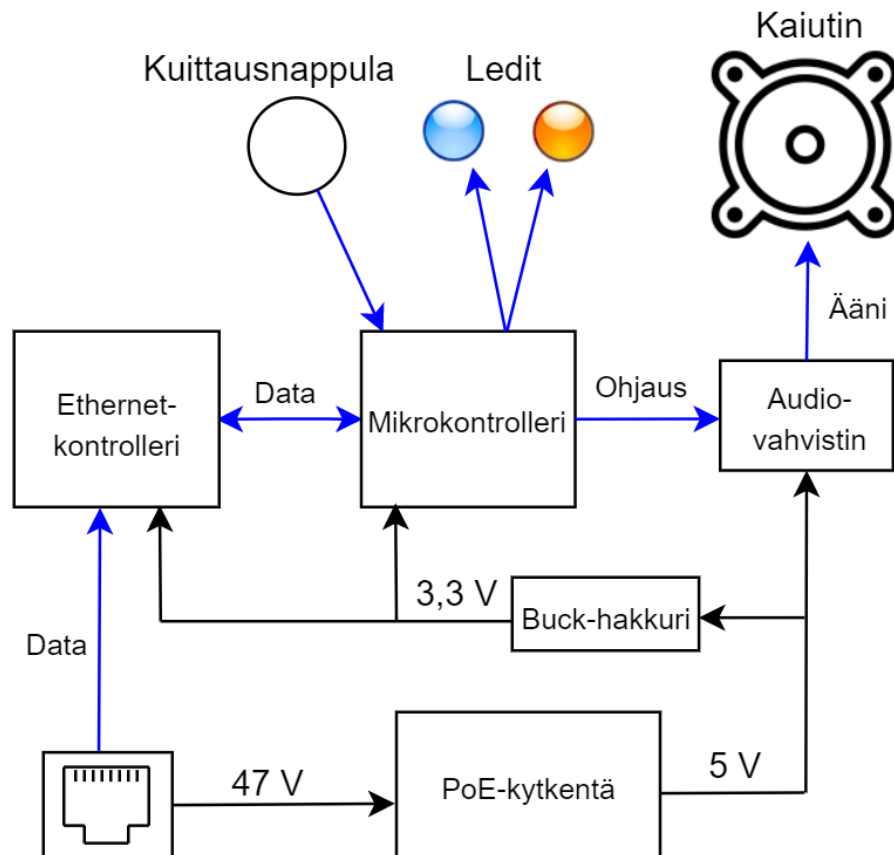 Kaiutin
Kuittausnappula
Ledit
Ääni
Ethernet-
kontrolleri
Data
Mikrokontrolleri
Ohjaus
Audio-
vahvistin
3,3 V
Buck-hakkuri
Data
47 V
PoE-kytkentä
5 V